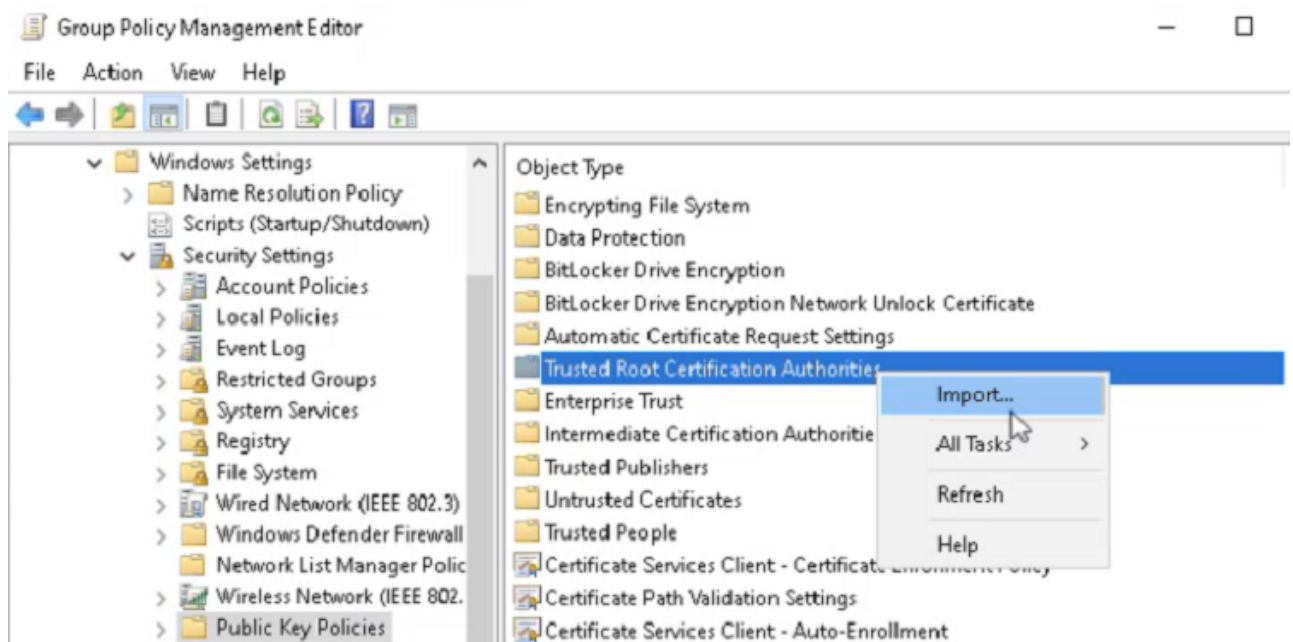 Group Policy Management Editor
File Action View Help
Windows Settings
Name Resolution Policy
Scripts (Startup/Shutdown)
Security Settings
Account Policies
Local Policies
Event Log
Restricted Groups
System Services
Registry
File System
Wired Network (IEEE 802.3)
Windows Defender Firewall
Network List Manager Polic
Wireless Network (IEEE 802.
Public Key Policies
Object Type
Encrypting File System
Data Protection
BitLocker Drive Encryption
BitLocker Drive Encryption Network Unlock Certificate
Automatic Certificate Request Settings
Trusted Root Certification Authorities
Enterprise Trust
Intermediate Certification Authoritie
Trusted Publishers
Untrusted Certificates
Trusted People
Certificate Services Client - Certificate Enrollment Policy
Certificate Path Validation Settings
Certificate Services Client - Auto-Enrollment
Import...
All Tasks
Refresh
Help